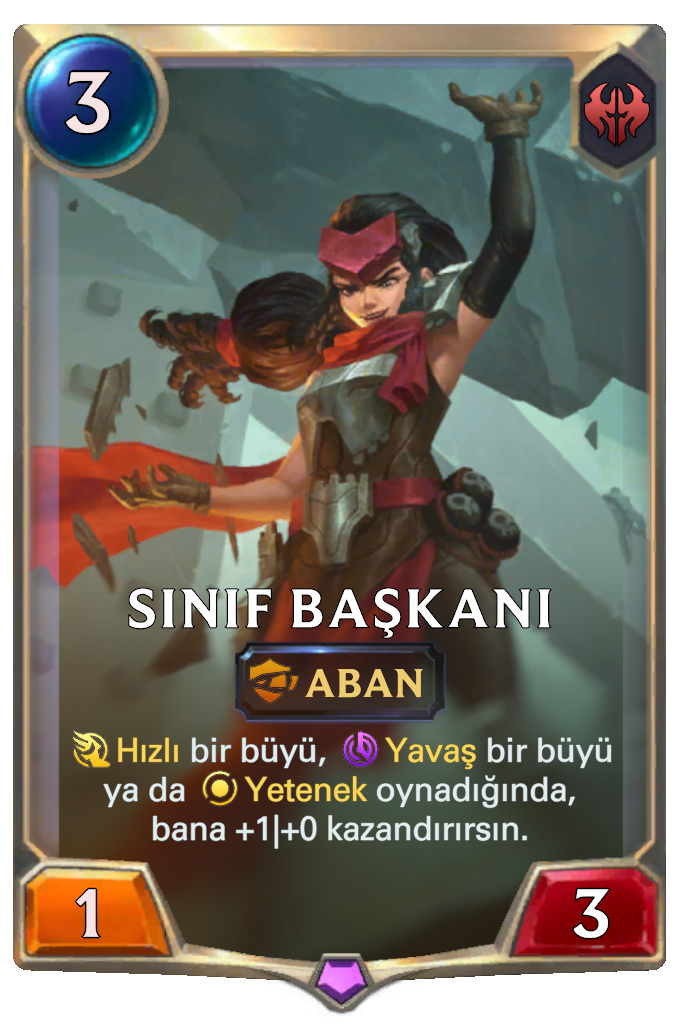 3
SINIF BAŞKANI
ABAN
Hızlı bir büyü, Yavaş bir büyü
ya da Yetenek oynadığında,
bana +1|+0 kazandırırsın.
1
3